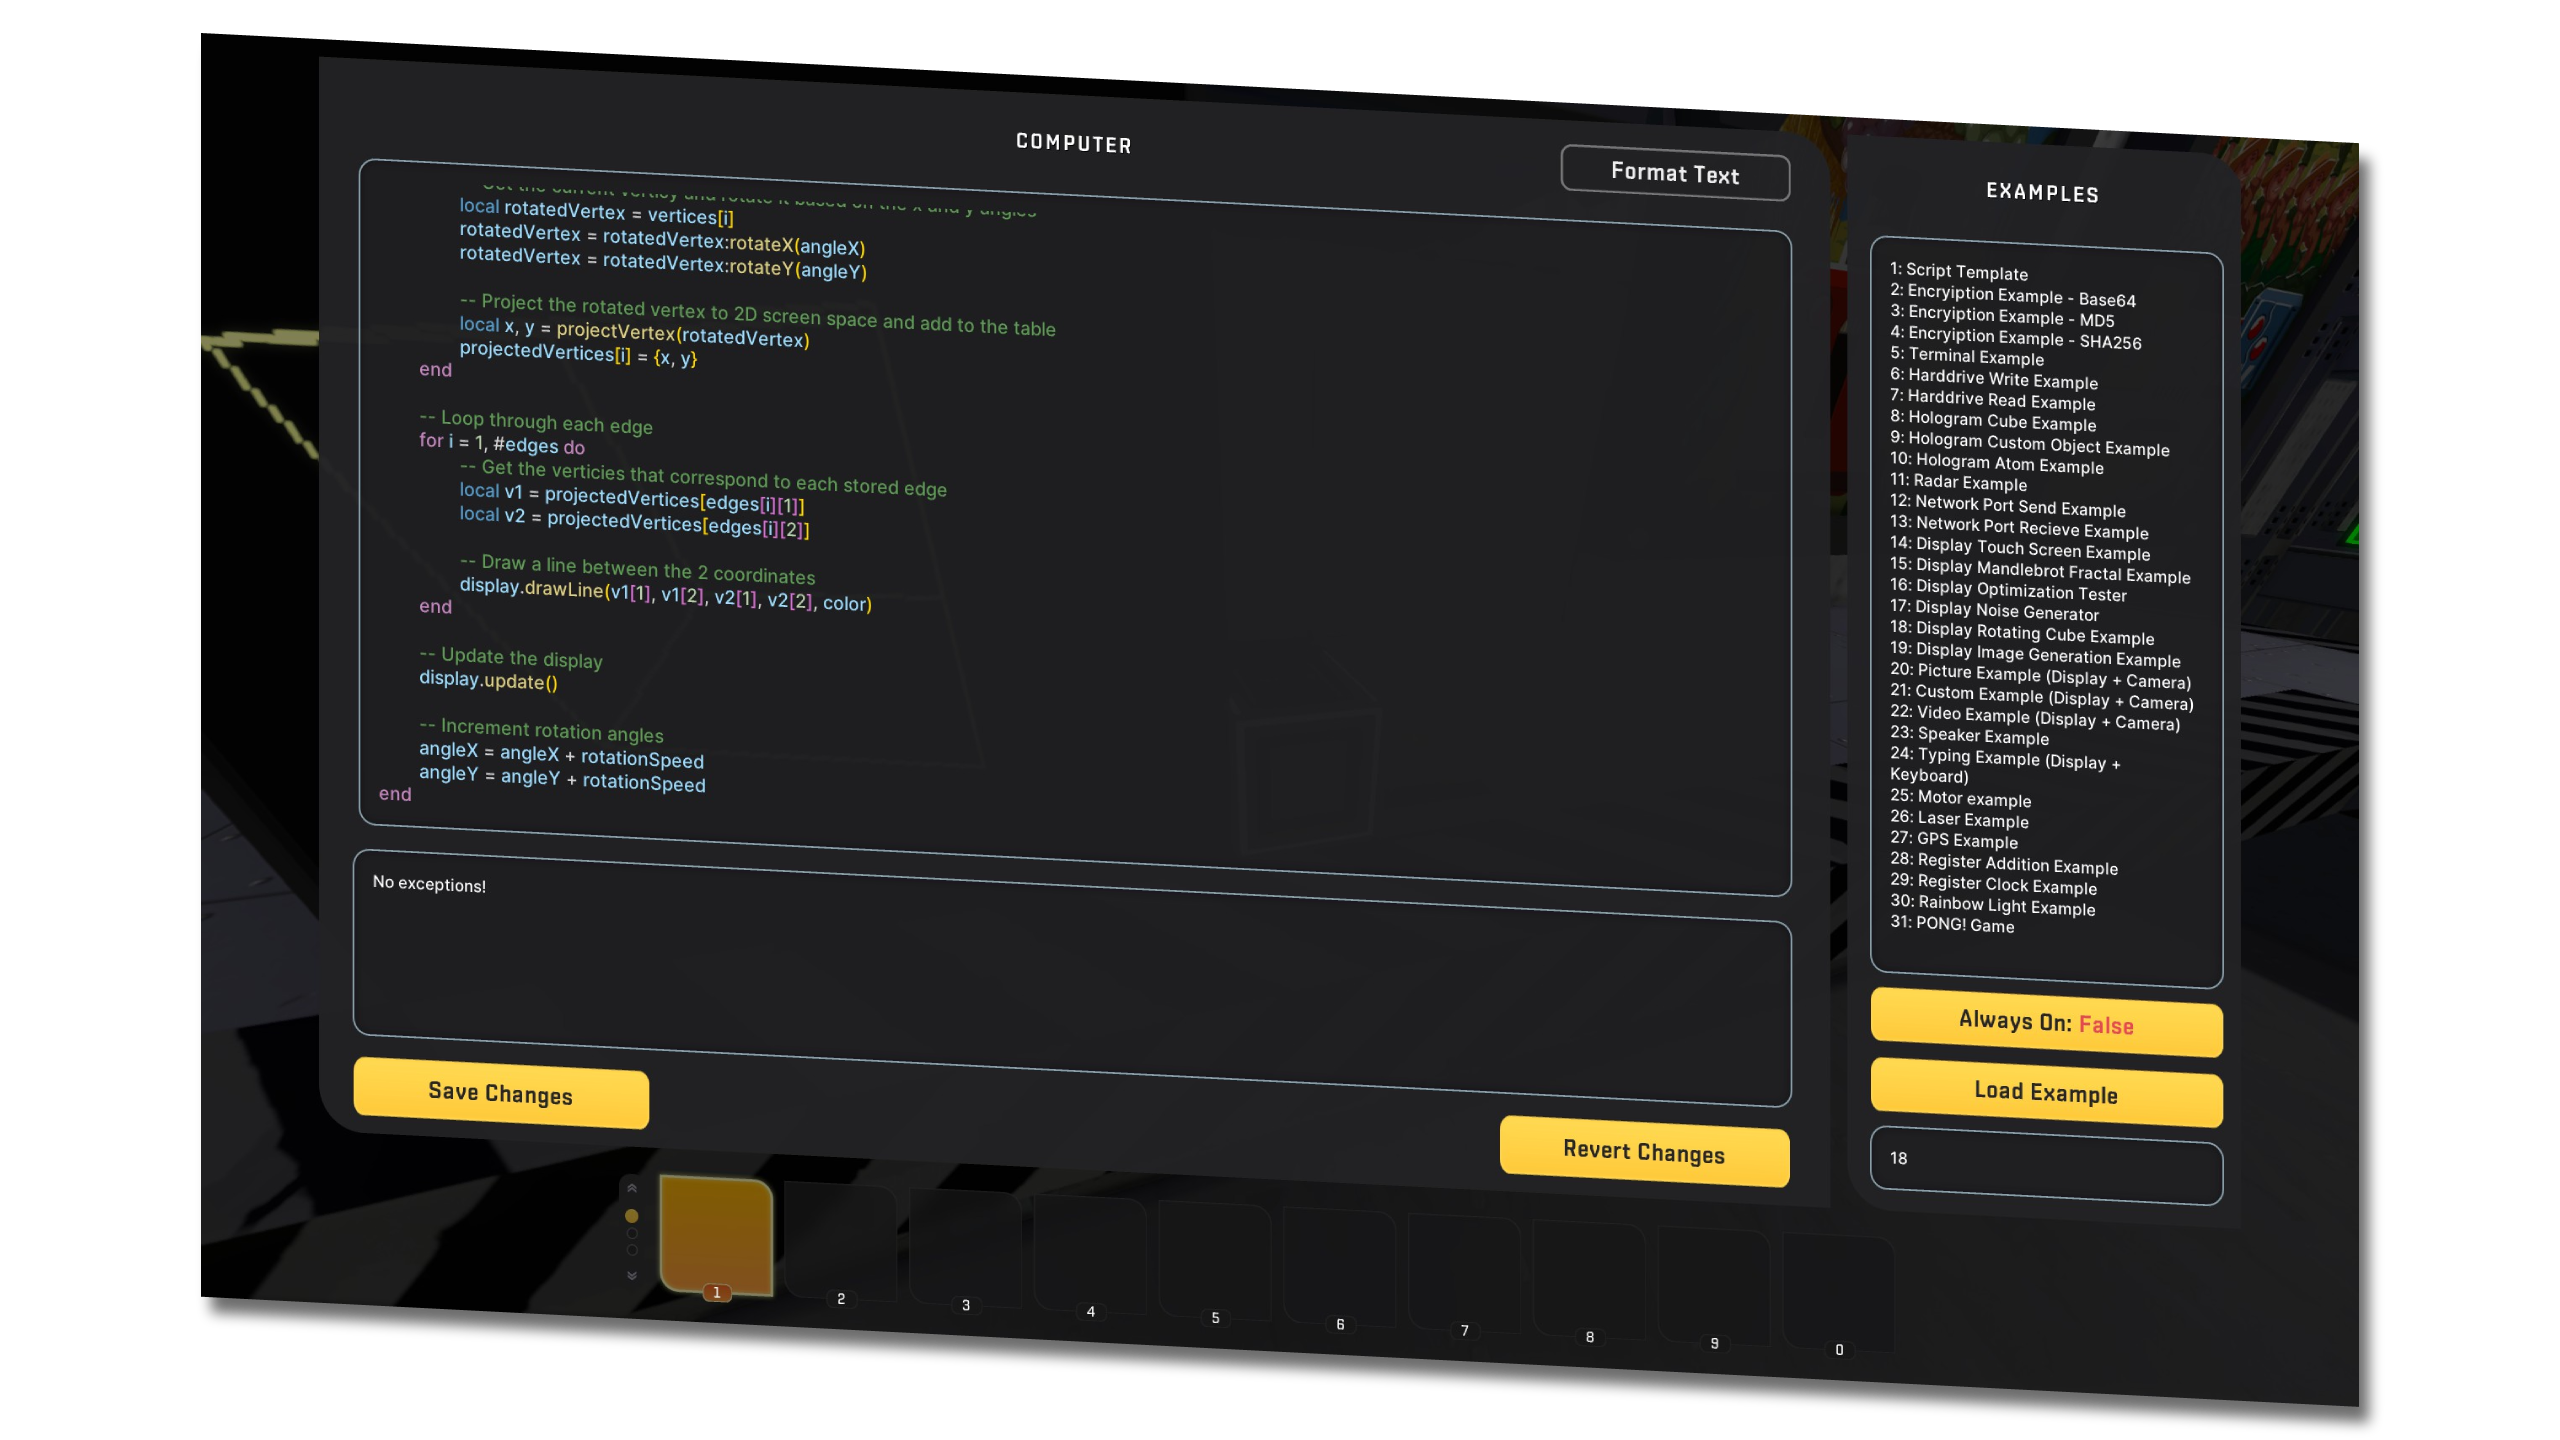 COMPUTER
Format Text
Get the current verticy and rotate it based on the x and y angles
local rotatedVertex = vertices[i]
rotatedVertex = rotatedVertex:rotateX(angleX)
rotatedVertex = rotatedVertex:rotateY(angleY)
-- Project the rotated vertex to 2D screen space and add to the table
local x, y = projectVertex(rotatedVertex)
projectedVertices[i] = {x, y}
end
-- Loop through each edge
for i = 1, #edges do
-- Get the verticies that correspond to each stored edge
local v1 = projectedVertices[edges[i][1]]
local v2 = projectedVertices[edges[i][2]]
-- Draw a line between the 2 coordinates
display.drawLine(v1[1], v1[2], v2[1], v2[2], color)
end
-- Update the display
display.update()
-- Increment rotation angles
angleX = angleX + rotationSpeed
angleY = angleY + rotationSpeed
end
No exceptions!
Save Changes
Revert Changes
EXAMPLES
1: Script Template
2: Encryiption Example - Base64
3: Encryiption Example - MD5
4: Encryiption Example - SHA256
5: Terminal Example
6: Harddrive Write Example
7: Harddrive Read Example
8: Hologram Cube Example
9: Hologram Custom Object Example
10: Hologram Atom Example
11: Radar Example
12: Network Port Send Example
13: Network Port Recieve Example
14: Display Touch Screen Example
15: Display Mandlebrot Fractal Example
16: Display Optimization Tester
17: Display Noise Generator
18: Display Rotating Cube Example
19: Display Image Generation Example
20: Picture Example (Display + Camera)
21: Custom Example (Display + Camera)
22: Video Example (Display + Camera)
23: Speaker Example
24: Typing Example (Display +
Keyboard)
25: Motor example
26: Laser Example
27: GPS Example
28: Register Addition Example
29: Register Clock Example
30: Rainbow Light Example
31: PONG! Game
Always On: False
Load Example
18
1 2 3 4 5 6 7 8 9 0